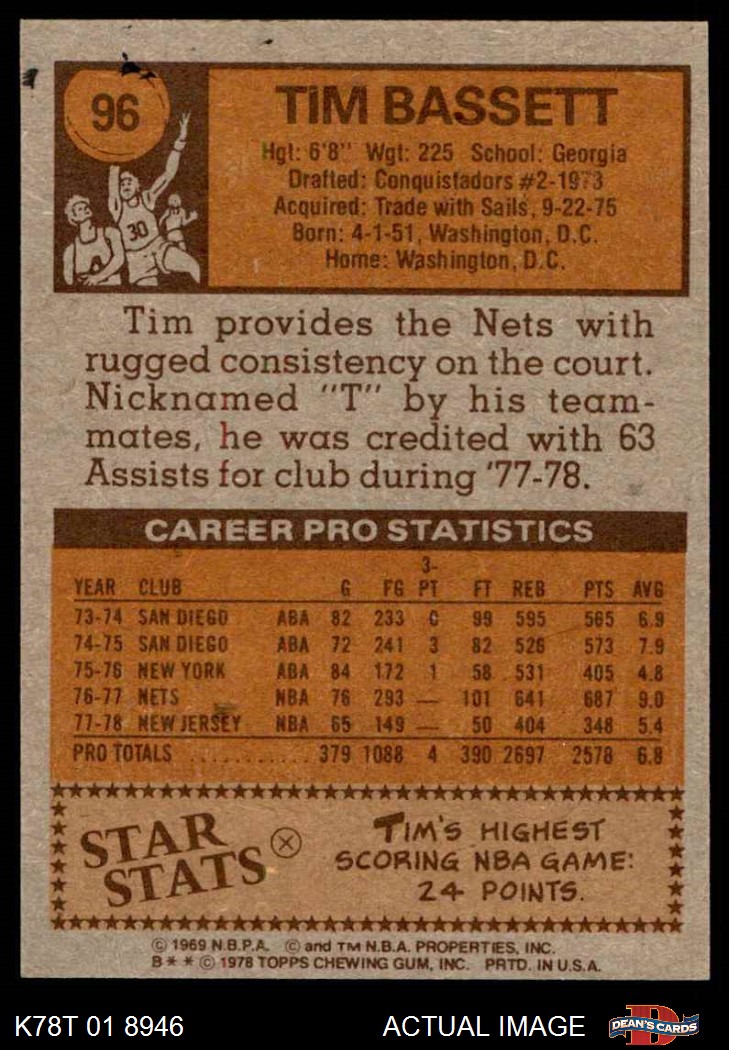 96
30
TIM BASSETT
Hgt: 6'8" Wgt: 225 School: Georgia
Drafted: Conquistadors #2-1973
Acquired: Trade with Sails, 9-22-75
Born: 4-1-51, Washington, D.C.
Home: Washington, D.C.
Tim provides the Nets with
rugged consistency on the court.
Nicknamed "T" by his team-
mates, he was credited with 63
Assists for club during '77-78.
CAREER PRO STATISTICS
YEAR CLUB G FG 3-PT FT REB PTS AVG
73-74 SAN DIEGO ABA 82 233 0 99 595 565 6.9
74-75 SAN DIEGO ABA 72 241 3 82 526 573 7.9
75-76 NEW YORK ABA 84 172 1 58 531 405 4.8
76-77 NETS NBA 76 293 — 101 641 687 9.0
77-78 NEW JERSEY NBA 65 149 — 50 404 348 5.4
PRO TOTALS ........... 379 1088 4 390 2697 2578 6.8
STAR
STATS
TIM'S HIGHEST
SCORING NBA GAME:
24 POINTS.
© 1969 N.B.P.A. © and TM N.B.A. PROPERTIES, INC.
B * * © 1978 TOPPS CHEWING GUM, INC. PRTD. IN U.S.A.
K78T 01 8946 ACTUAL IMAGE DEAN'S CARDS